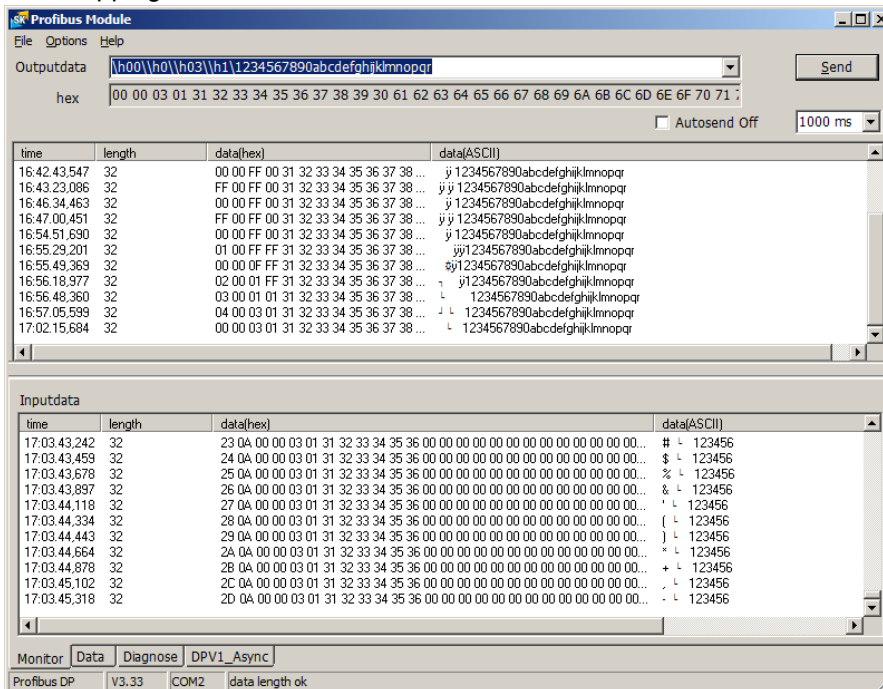 Profibus Module
File Options Help
Outputdata \h00\\h0\\h03\\h1\1234567890abcdefghijklmnopqr Send
hex 00 00 03 01 31 32 33 34 35 36 37 38 39 30 61 62 63 64 65 66 67 68 69 6A 6B 6C 6D 6E 6F 70 71
Autosend Off 1000 ms
time length data(hex) data(ASCII)
16:42.43,547 32 00 00 FF 00 31 32 33 34 35 36 37 38 ... ÿ 1234567890abcdefghijklmnopqr
16:43.23,086 32 FF 00 FF 00 31 32 33 34 35 36 37 38 ... ÿ ÿ 1234567890abcdefghijklmnopqr
16:46.34,463 32 00 00 FF 00 31 32 33 34 35 36 37 38 ... ÿ 1234567890abcdefghijklmnopqr
16:47.00,451 32 FF 00 FF 00 31 32 33 34 35 36 37 38 ... ÿ ÿ 1234567890abcdefghijklmnopqr
16:54.51,690 32 00 00 FF 00 31 32 33 34 35 36 37 38 ... ÿ 1234567890abcdefghijklmnopqr
16:55.29,201 32 01 00 FF FF 31 32 33 34 35 36 37 38 ... ÿÿ1234567890abcdefghijklmnopqr
16:55.49,369 32 00 00 0F FF 31 32 33 34 35 36 37 38 ... ¤ÿ1234567890abcdefghijklmnopqr
16:56.18,977 32 02 00 01 FF 31 32 33 34 35 36 37 38 ... ┐ ÿ1234567890abcdefghijklmnopqr
16:56.48,360 32 03 00 01 01 31 32 33 34 35 36 37 38 ... └ 1234567890abcdefghijklmnopqr
16:57.05,599 32 04 00 03 01 31 32 33 34 35 36 37 38 ... ┘ └ 1234567890abcdefghijklmnopqr
17:02.15,684 32 00 00 03 01 31 32 33 34 35 36 37 38 ... └ 1234567890abcdefghijklmnopqr
Inputdata
time length data(hex) data(ASCII)
17:03.43,242 32 23 0A 00 00 03 01 31 32 33 34 35 36 00 00 00 00 00 00 00 00 00 00 00 00... # └ 123456
17:03.43,459 32 24 0A 00 00 03 01 31 32 33 34 35 36 00 00 00 00 00 00 00 00 00 00 00 00... $ └ 123456
17:03.43,678 32 25 0A 00 00 03 01 31 32 33 34 35 36 00 00 00 00 00 00 00 00 00 00 00 00... % └ 123456
17:03.43,897 32 26 0A 00 00 03 01 31 32 33 34 35 36 00 00 00 00 00 00 00 00 00 00 00 00... & └ 123456
17:03.44,118 32 27 0A 00 00 03 01 31 32 33 34 35 36 00 00 00 00 00 00 00 00 00 00 00 00... ' └ 123456
17:03.44,334 32 28 0A 00 00 03 01 31 32 33 34 35 36 00 00 00 00 00 00 00 00 00 00 00 00... ( └ 123456
17:03.44,443 32 29 0A 00 00 03 01 31 32 33 34 35 36 00 00 00 00 00 00 00 00 00 00 00 00... ) └ 123456
17:03.44,664 32 2A 0A 00 00 03 01 31 32 33 34 35 36 00 00 00 00 00 00 00 00 00 00 00 00... * └ 123456
17:03.44,878 32 2B 0A 00 00 03 01 31 32 33 34 35 36 00 00 00 00 00 00 00 00 00 00 00 00... + └ 123456
17:03.45,102 32 2C 0A 00 00 03 01 31 32 33 34 35 36 00 00 00 00 00 00 00 00 00 00 00 00... , └ 123456
17:03.45,318 32 2D 0A 00 00 03 01 31 32 33 34 35 36 00 00 00 00 00 00 00 00 00 00 00 00... - └ 123456
Monitor Data Diagnose DPV1_Async
Profibus DP V3.33 COM2 data length ok